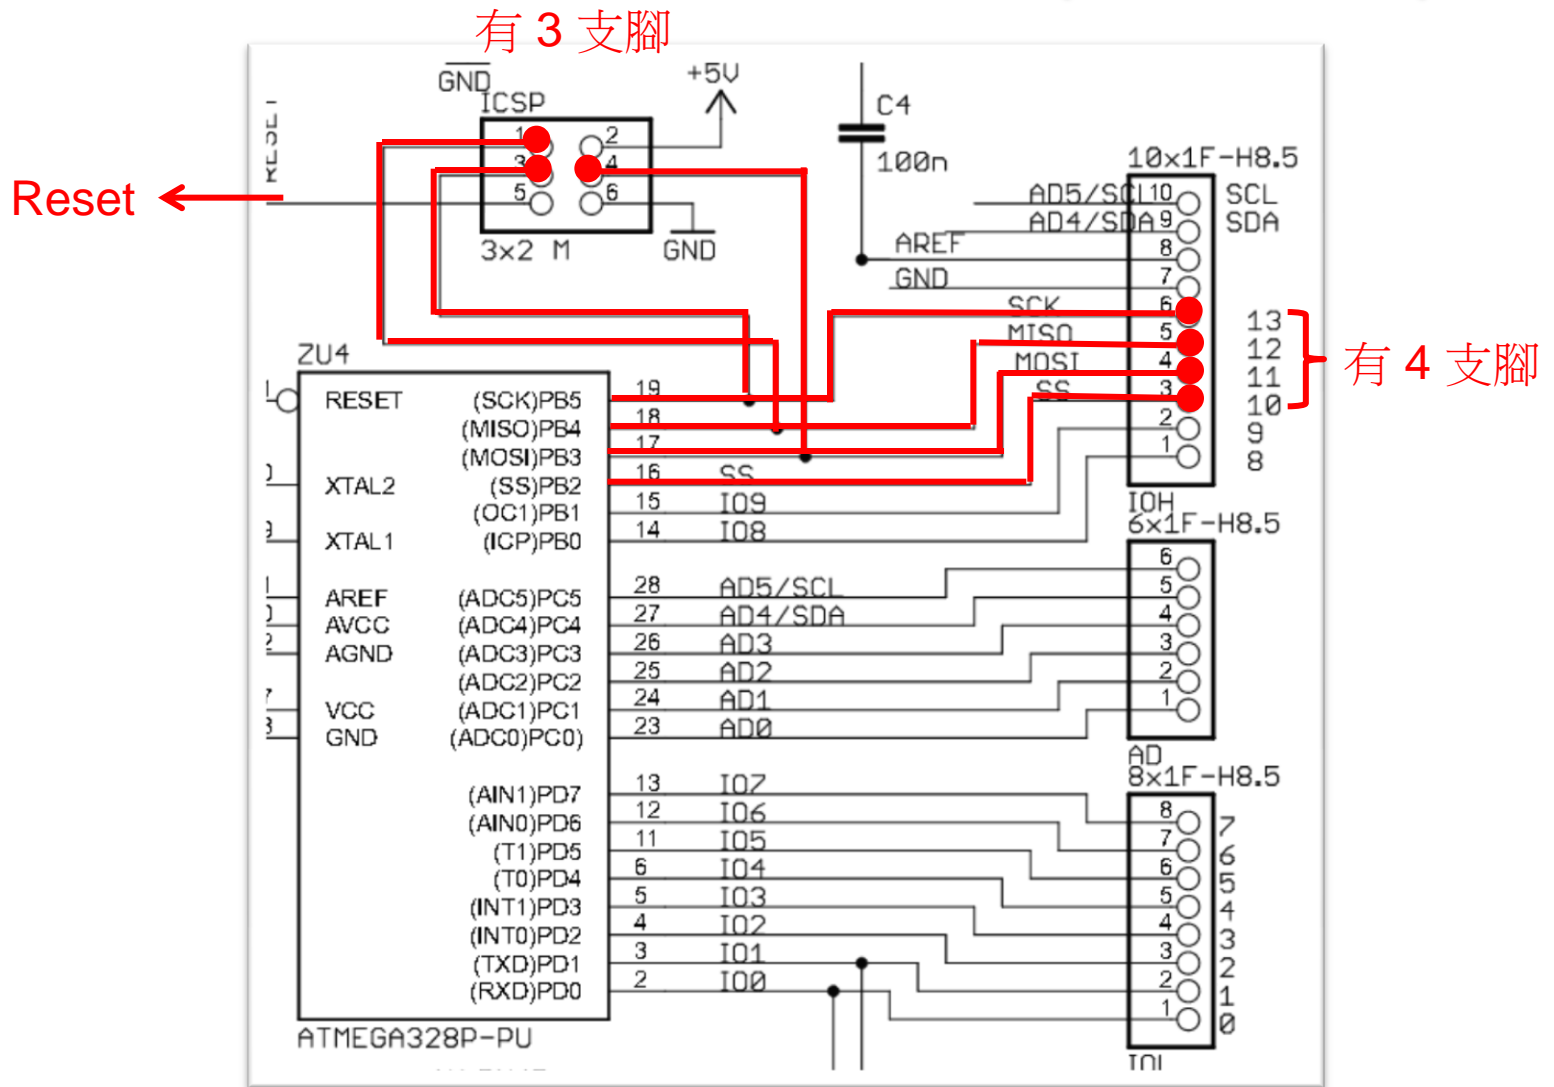 有 3 支腳
GND
ICSP
+5V
RESET
1 2
3 4
5 6
3x2 M
GND
Reset
C4
100n
10x1F-H8.5
AD5/SCL 10 SCL
AD4/SDA 9 SDA
AREF 8
GND 7
SCK 6 13
MISO 5 12
MOSI 4 11
SS 3 10
2 9
1 8
有 4 支腳
IOH
ZU4
RESET (SCK)PB5 19
(MISO)PB4 18
(MOSI)PB3 17
XTAL2 (SS)PB2 16 SS
(OC1)PB1 15 IO9
XTAL1 (ICP)PB0 14 IO8
AREF (ADC5)PC5 28 AD5/SCL
AVCC (ADC4)PC4 27 AD4/SDA
AGND (ADC3)PC3 26 AD3
(ADC2)PC2 25 AD2
VCC (ADC1)PC1 24 AD1
GND (ADC0)PC0) 23 AD0
(AIN1)PD7 13 IO7
(AIN0)PD6 12 IO6
(T1)PD5 11 IO5
(T0)PD4 6 IO4
(INT1)PD3 5 IO3
(INT0)PD2 4 IO2
(TXD)PD1 3 IO1
(RXD)PD0 2 IO0
ATMEGA328P-PU
6x1F-H8.5
6
5
4
3
2
1
AD
8x1F-H8.5
8 7
7 6
6 5
5 4
4 3
3 2
2 1
1 0
IOL